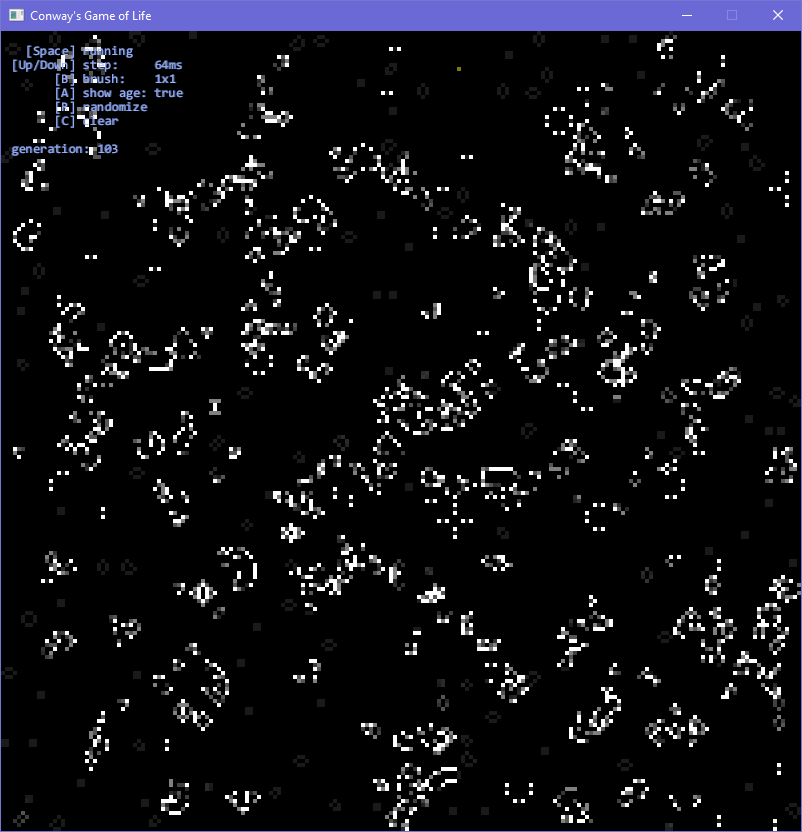 Conway's Game of Life
[Space] running
[Up/Down] step: 64ms
[B] brush: 1x1
[A] show age: true
[R] randomize
[C] clear
generation: 103